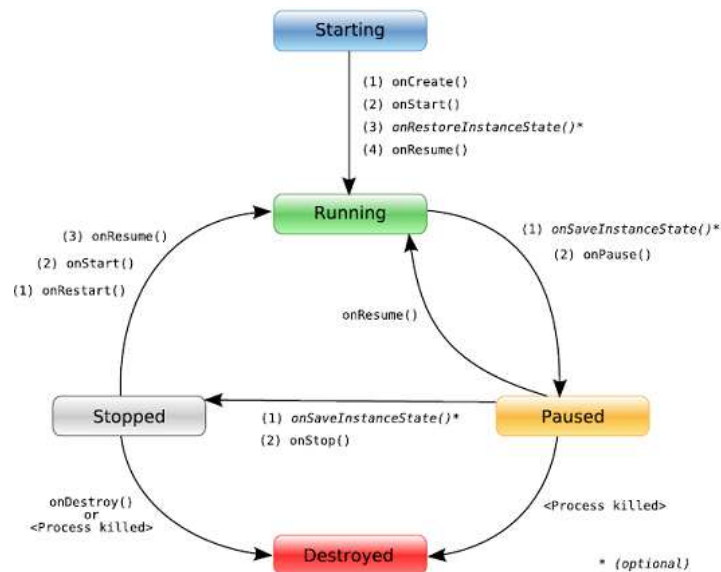 Starting
(1) onCreate()
(2) onStart()
(3) onRestoreInstanceState()*
(4) onResume()
Running
(3) onResume()
(2) onStart()
(1) onRestart()
(1) onSaveInstanceState()*
(2) onPause()
onResume()
Stopped
(1) onSaveInstanceState()*
(2) onStop()
Paused
onDestroy()
or
<Process killed>
<Process killed>
Destroyed
* (optional)